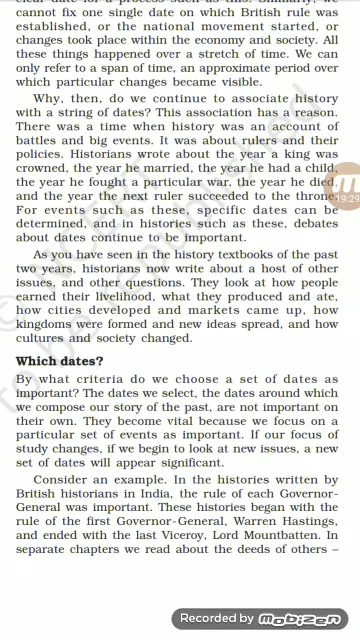 clear date for a process such as this. Similarly, we
cannot fix one single date on which British rule was
established, or the national movement started, or
changes took place within the economy and society. All
these things happened over a stretch of time. We can
only refer to a span of time, an approximate period over
which particular changes became visible.
Why, then, do we continue to associate history
with a string of dates? This association has a reason.
There was a time when history was an account of
battles and big events. It was about rulers and their
policies. Historians wrote about the year a king was
crowned, the year he married, the year he had a child,
the year he fought a particular war, the year he died,
and the year the next ruler succeeded to the throne.
For events such as these, specific dates can be
determined, and in histories such as these, debates
about dates continue to be important.
As you have seen in the history textbooks of the past
two years, historians now write about a host of other
issues, and other questions. They look at how people
earned their livelihood, what they produced and ate,
how cities developed and markets came up, how
kingdoms were formed and new ideas spread, and how
cultures and society changed.
Which dates?
By what criteria do we choose a set of dates as
important? The dates we select, the dates around which
we compose our story of the past, are not important on
their own. They become vital because we focus on a
particular set of events as important. If our focus of
study changes, if we begin to look at new issues, a new
set of dates will appear significant.
Consider an example. In the histories written by
British historians in India, the rule of each Governor-
General was important. These histories began with the
rule of the first Governor-General, Warren Hastings,
and ended with the last Viceroy, Lord Mountbatten. In
separate chapters we read about the deeds of others –
19:29
© NCERT
to be republished
Recorded by mobizen